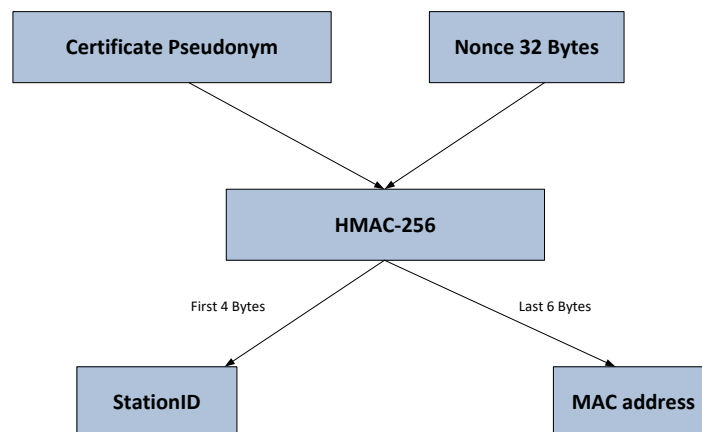 Certificate Pseudonym
Nonce 32 Bytes
HMAC-256
First 4 Bytes
Last 6 Bytes
StationID
MAC address